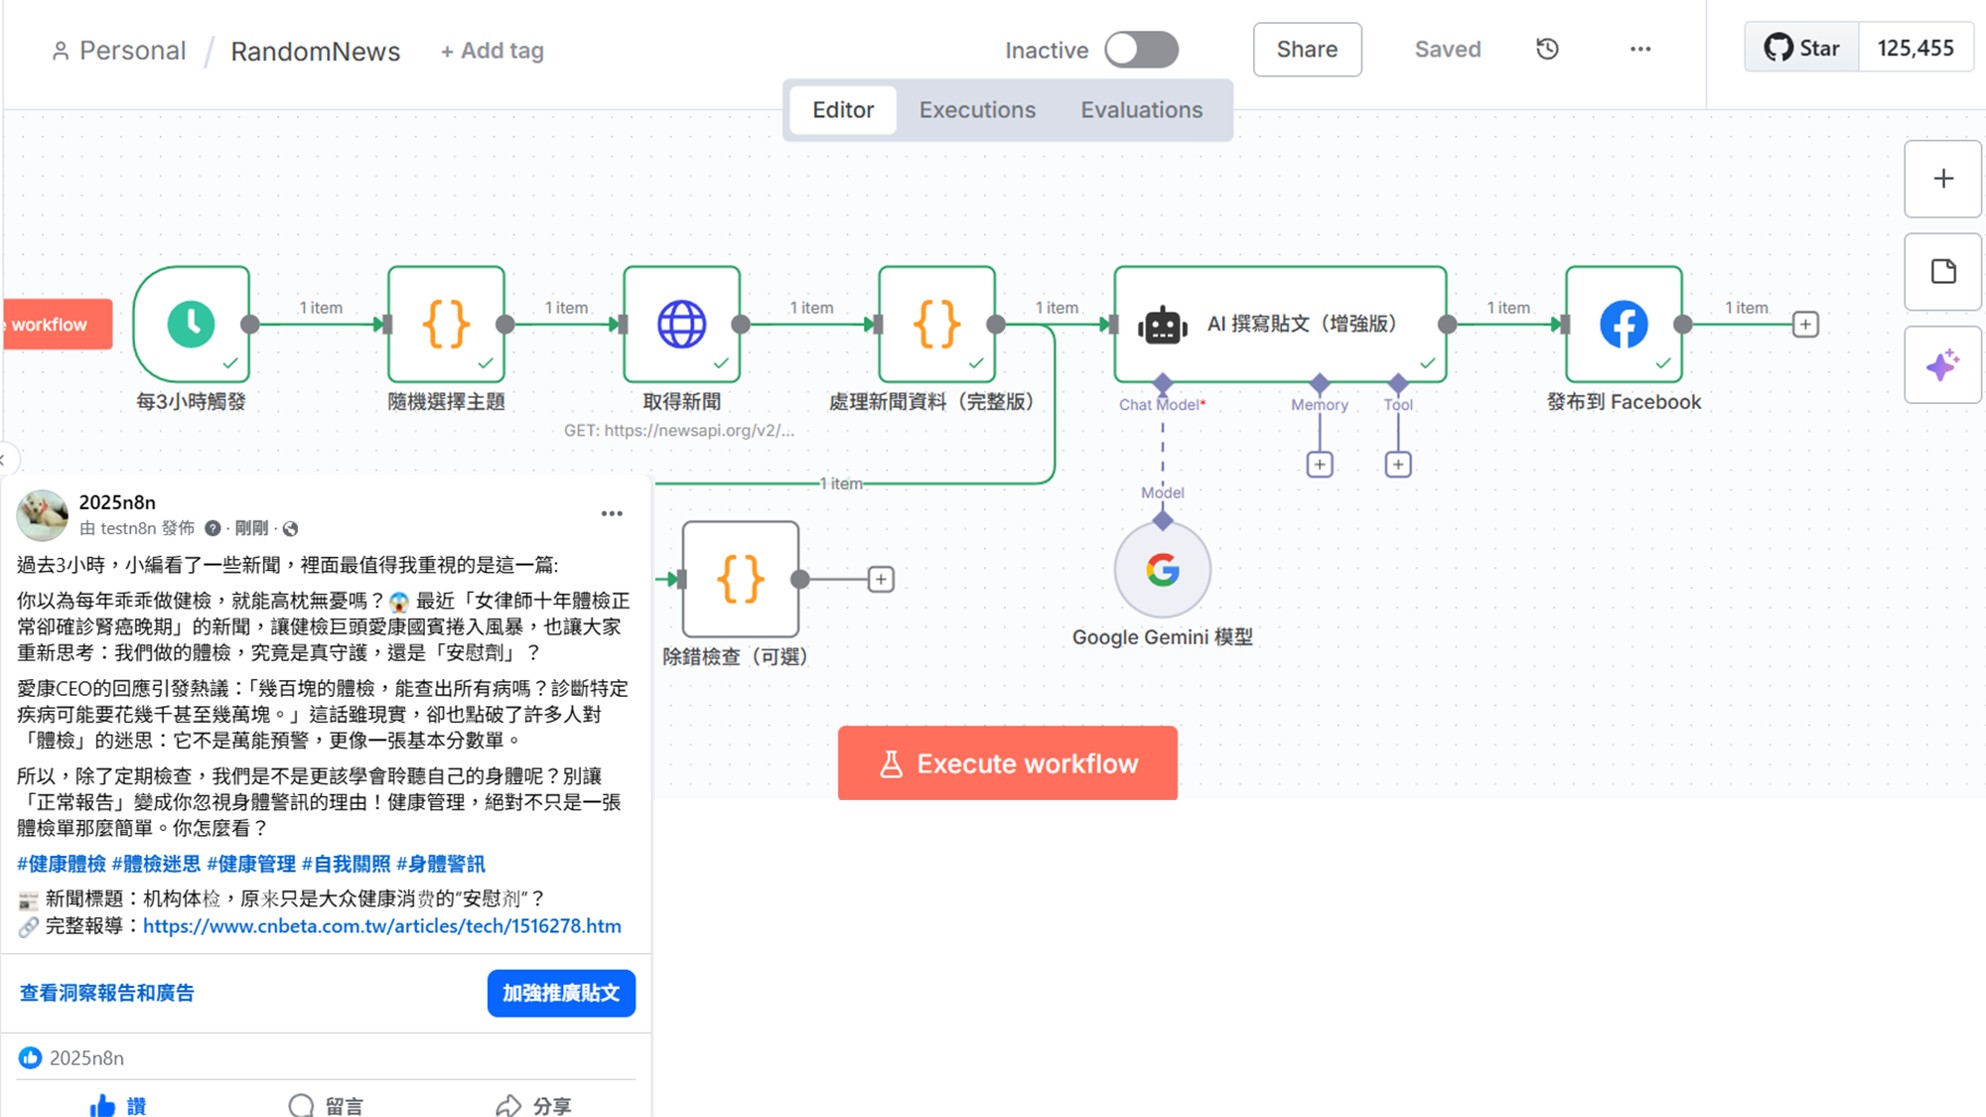 Personal / RandomNews + Add tag
Inactive
Share
Saved
Star 125,455
Editor Executions Evaluations
e workflow
1 item
1 item
1 item
1 item
1 item
1 item
AI 撰寫貼文（增強版）
每3小時觸發
隨機選擇主題
取得新聞
處理新聞資料（完整版）
發布到 Facebook
GET: https://newsapi.org/v2/...
Chat Model*
Memory
Tool
1 item
Model
Google Gemini 模型
除錯檢查（可選）
Execute workflow
2025n8n
由 testn8n 發佈 · 剛剛 ·
過去3小時，小編看了一些新聞，裡面最值得我重視的是這一篇:
你以為每年乖乖做健檢，就能高枕無憂嗎？😱 最近「女律師十年體檢正
常卻確診腎癌晚期」的新聞，讓健檢巨頭愛康國賓捲入風暴，也讓大家
重新思考：我們做的體檢，究竟是真守護，還是「安慰劑」？
愛康CEO的回應引發熱議：「幾百塊的體檢，能查出所有病嗎？診斷特定
疾病可能要花幾千甚至幾萬塊。」這話雖現實，卻也點破了許多人對
「體檢」的迷思：它不是萬能預警，更像一張基本分數單。
所以，除了定期檢查，我們是不是更該學會聆聽自己的身體呢？別讓
「正常報告」變成你忽視身體警訊的理由！健康管理，絕對不只是一張
體檢單那麼簡單。你怎麼看？
#健康體檢 #體檢迷思 #健康管理 #自我關照 #身體警訊
📰 新聞標題：机构体检，原来只是大众健康消费的“安慰剂”？
🔗 完整報導：https://www.cnbeta.com.tw/articles/tech/1516278.htm
查看洞察報告和廣告
加強推廣貼文
2025n8n
讚
留言
分享